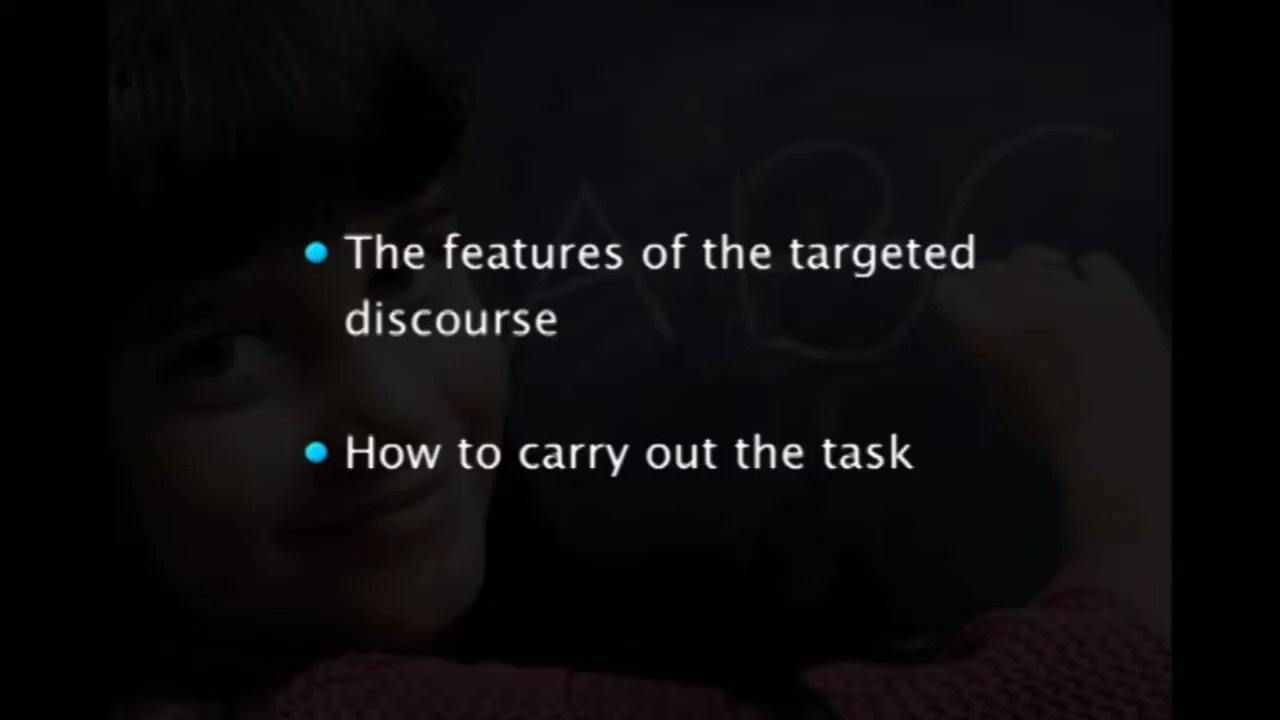 A B C
• The features of the targeted
discourse
• How to carry out the task